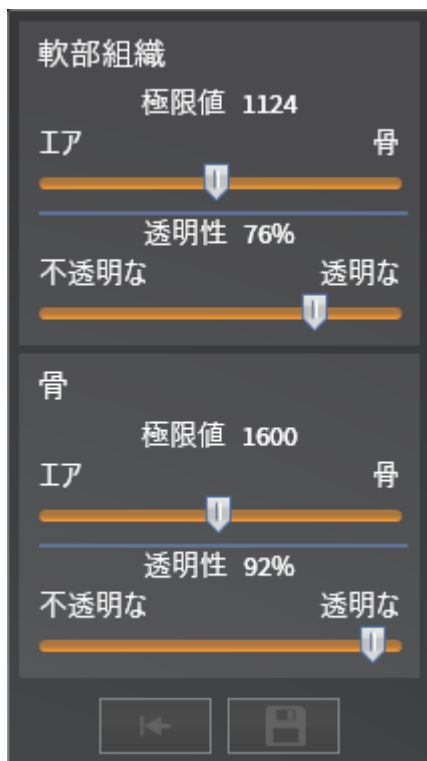 軟部組織
極限値 1124
エア 骨
透明性 76%
不透明な 透明な
骨
極限値 1600
エア 骨
透明性 92%
不透明な 透明な